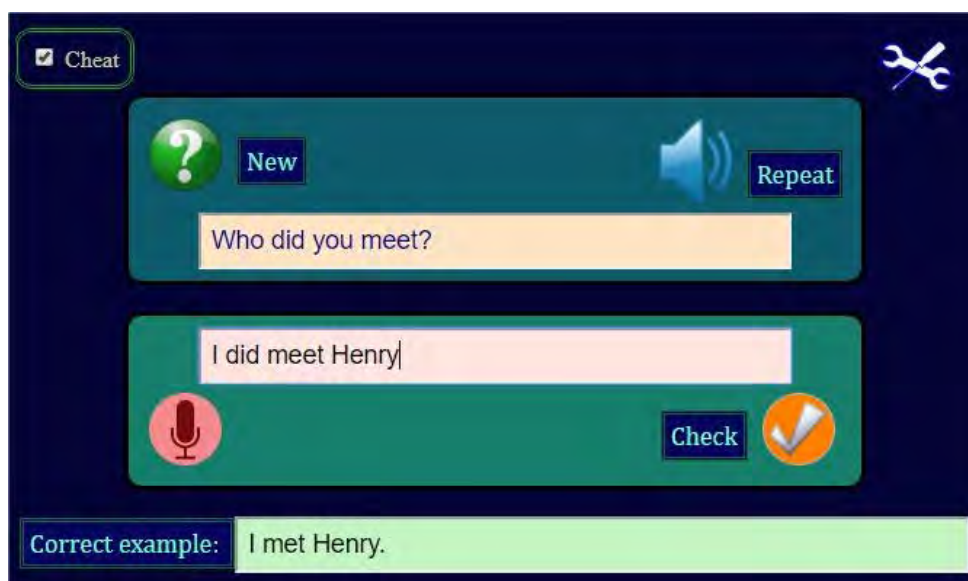 Cheat
New
Repeat
Who did you meet?
I did meet Henry
Check
Correct example: I met Henry.